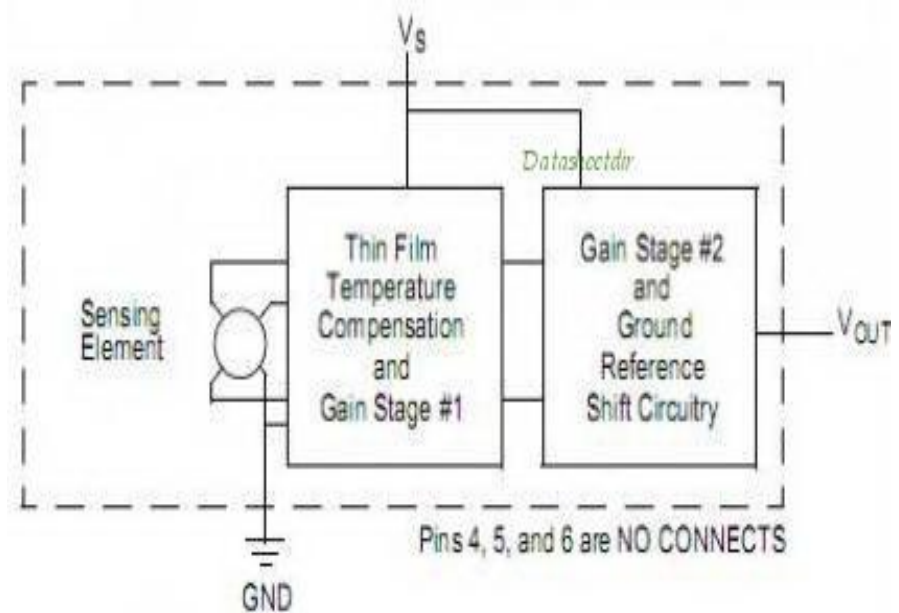 VS
Datasheetdir
Thin Film
Temperature
Compensation
and
Gain Stage #1
Gain Stage #2
and
Ground
Reference
Shift Circuitry
Sensing
Element
VOUT
Pins 4, 5, and 6 are NO CONNECTS
GND